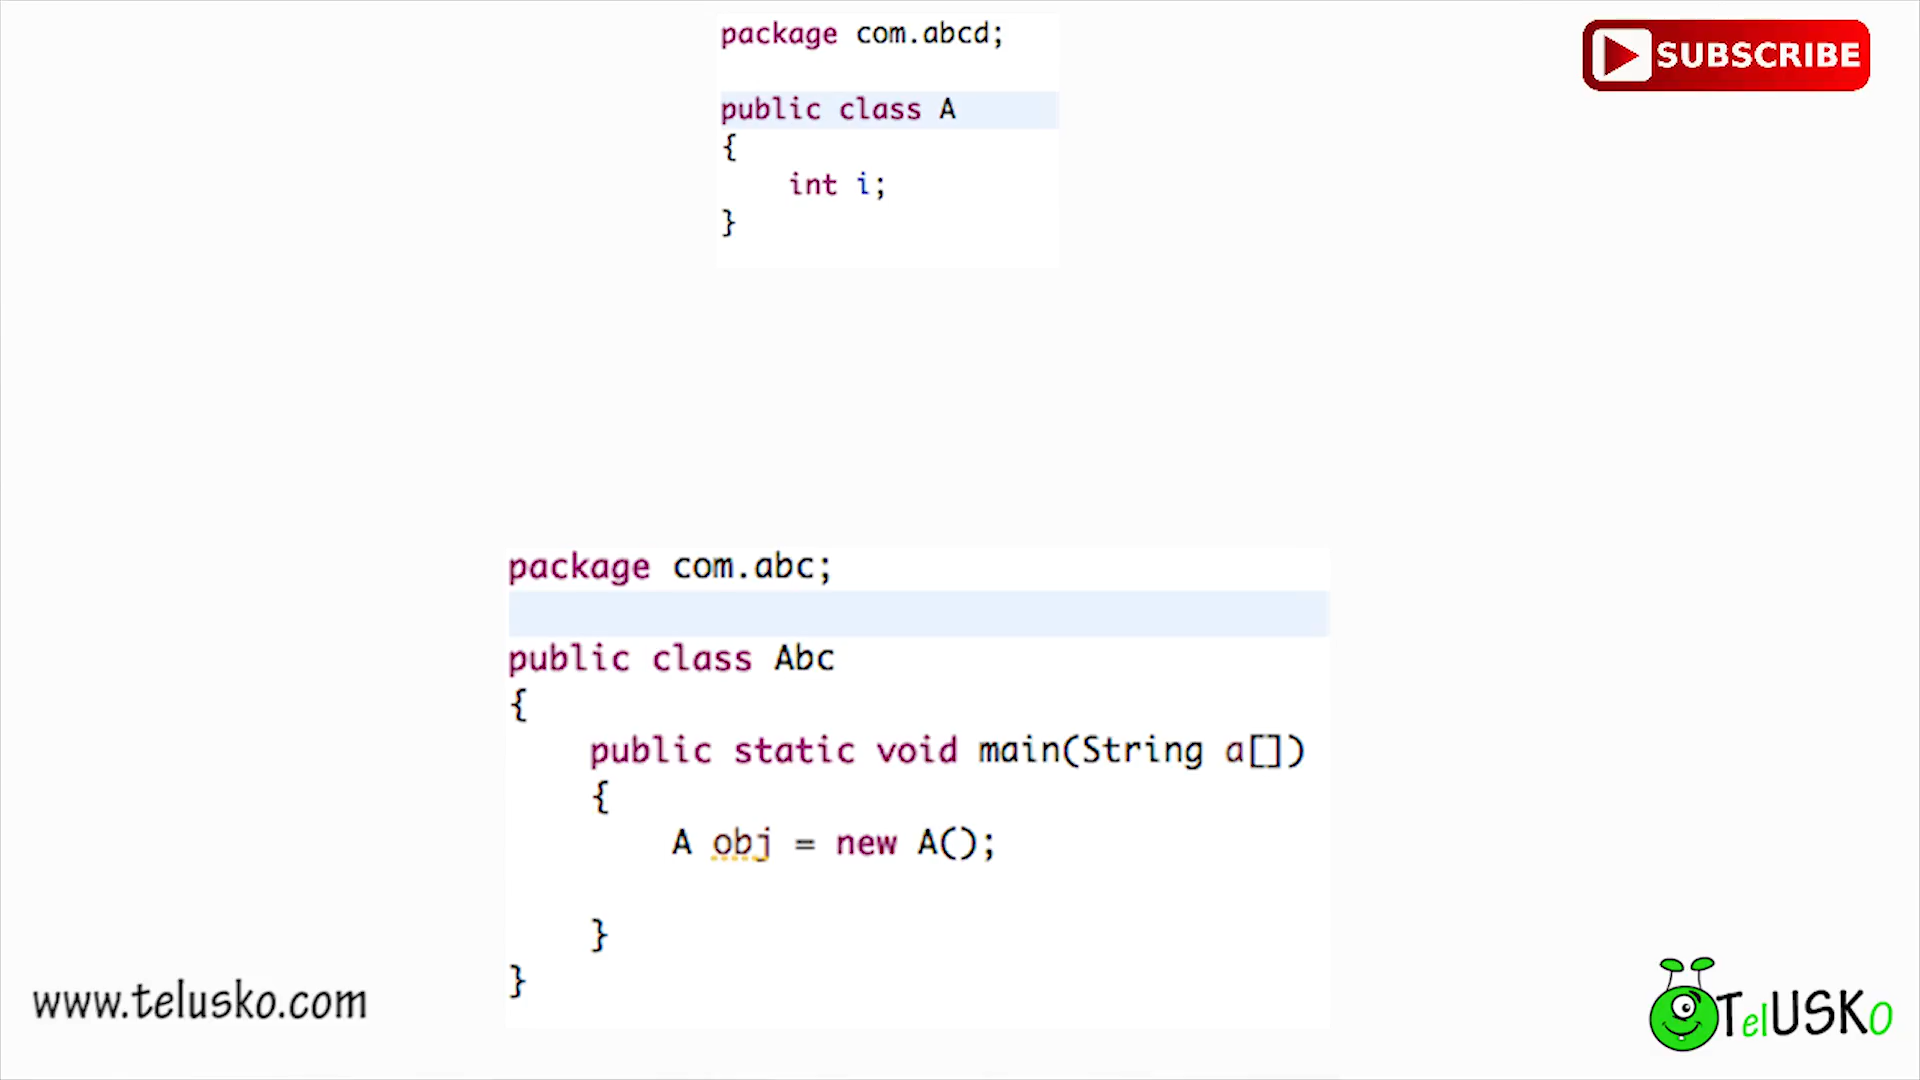 package com.abcd;
SUBSCRIBE
public class A
{
int i;
}
package com.abc;
public class Abc
{
public static void main(String a[])
{
A obj = new A();
}
}
www.telusko.com
TelUSKO